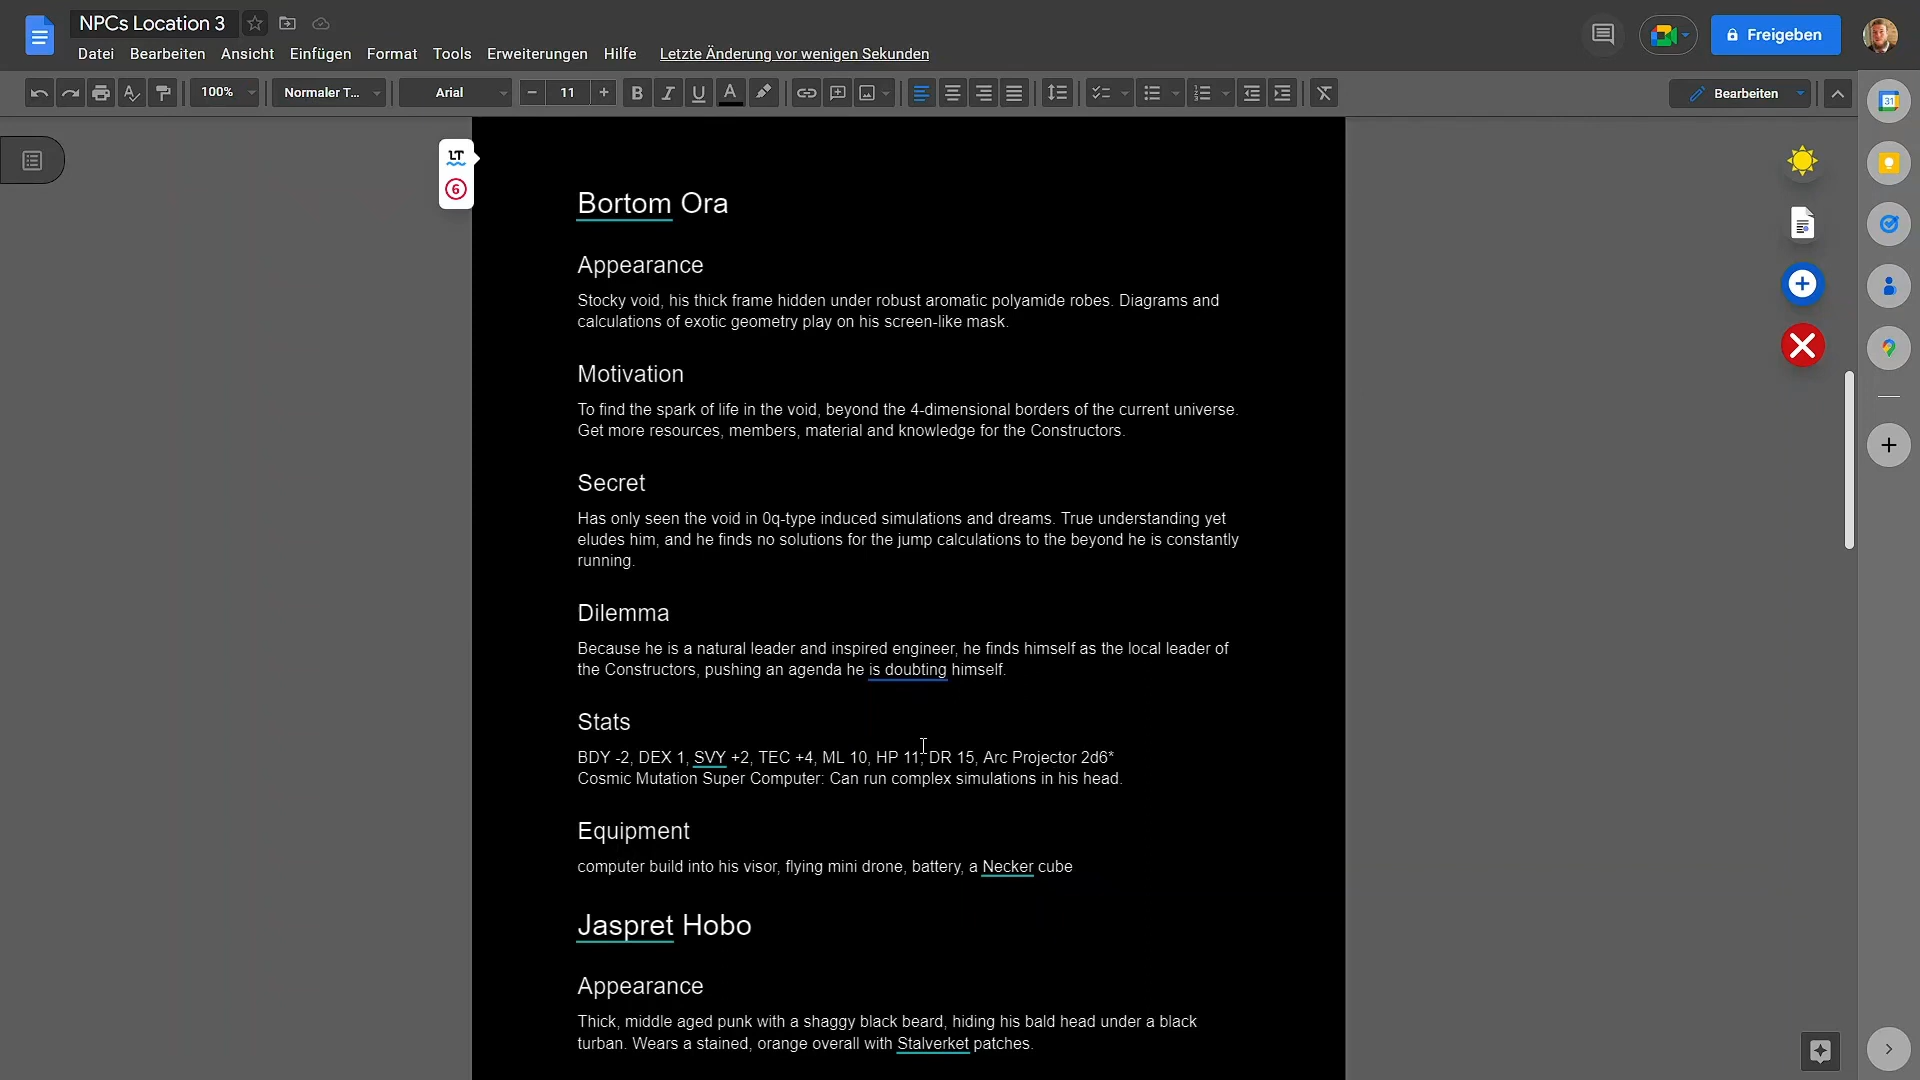 NPCs Location 3
Datei Bearbeiten Ansicht Einfügen Format Tools Erweiterungen Hilfe Letzte Änderung vor wenigen Sekunden
Freigeben
100% Normaler T... Arial 11 Bearbeiten
31
LT
6
Bortom Ora
Appearance
Stocky void, his thick frame hidden under robust aromatic polyamide robes. Diagrams and
calculations of exotic geometry play on his screen-like mask.
Motivation
To find the spark of life in the void, beyond the 4-dimensional borders of the current universe.
Get more resources, members, material and knowledge for the Constructors.
Secret
Has only seen the void in 0q-type induced simulations and dreams. True understanding yet
eludes him, and he finds no solutions for the jump calculations to the beyond he is constantly
running.
Dilemma
Because he is a natural leader and inspired engineer, he finds himself as the local leader of
the Constructors, pushing an agenda he is doubting himself.
Stats
BDY -2, DEX 1, SVY +2, TEC +4, ML 10, HP 11, DR 15, Arc Projector 2d6*
Cosmic Mutation Super Computer: Can run complex simulations in his head.
Equipment
computer build into his visor, flying mini drone, battery, a Necker cube
Jaspret Hobo
Appearance
Thick, middle aged punk with a shaggy black beard, hiding his bald head under a black
turban. Wears a stained, orange overall with Stalverket patches.